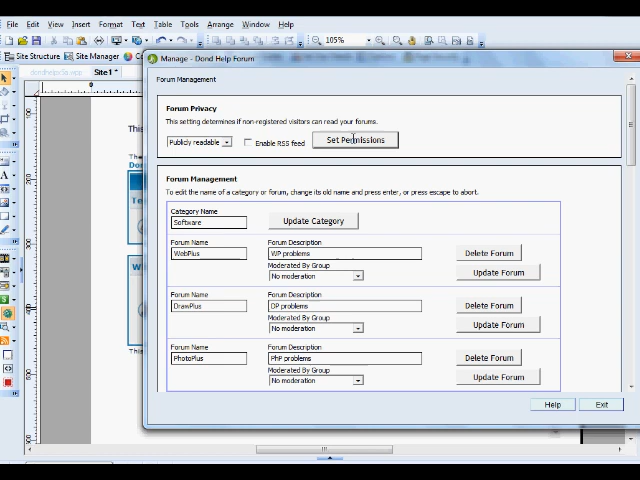 File Edit View Insert Format Text Table Tools Arrange Window Help
105%
Site Structure Site Manager
Site1 *
Manage - Dond Help Forum
Forum Management
Forum Privacy
This setting determines if non-registered visitors can read your forums.
Publicly readable Enable RSS feed Set Permissions
Forum Management
To edit the name of a category or forum, change its old name and press enter, or press escape to abort.
Category Name
Software Update Category
Forum Name Forum Description
WebPlus WP problems Delete Forum
Moderated By Group
No moderation Update Forum
Forum Name Forum Description
DrawPlus DP problems Delete Forum
Moderated By Group
No moderation Update Forum
Forum Name Forum Description
PhotoPlus PhP problems Delete Forum
Moderated By Group
No moderation Update Forum
Help Exit